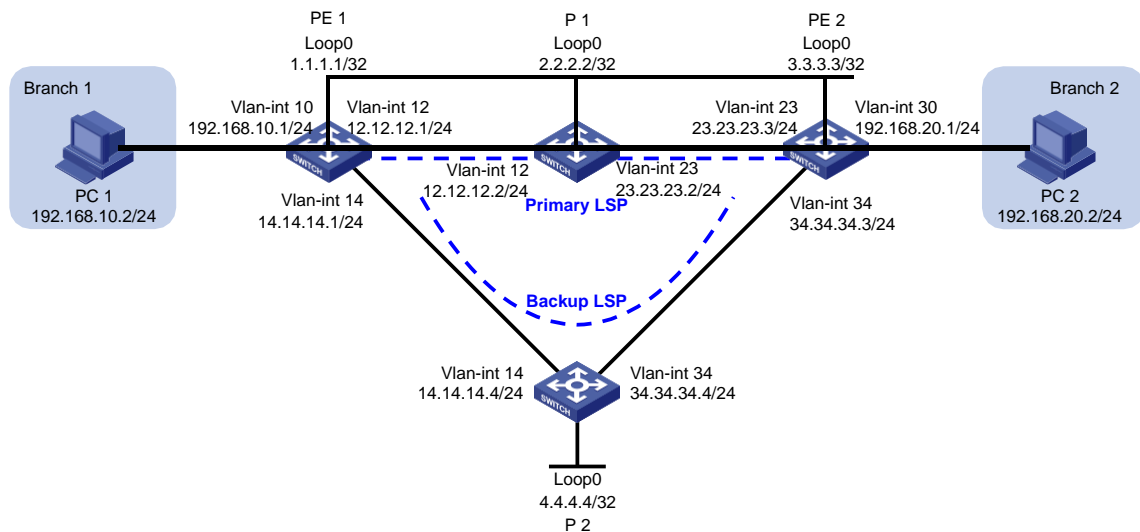 PE 1
Loop0
1.1.1.1/32
P 1
Loop0
2.2.2.2/32
PE 2
Loop0
3.3.3.3/32
Branch 1
Vlan-int 10
192.168.10.1/24
Vlan-int 12
12.12.12.1/24
Vlan-int 23
23.23.23.3/24
Vlan-int 30
192.168.20.1/24
Branch 2
SWITCH
SWITCH
SWITCH
PC 1
192.168.10.2/24
Vlan-int 12
12.12.12.2/24
Vlan-int 23
23.23.23.2/24
PC 2
192.168.20.2/24
Vlan-int 14
14.14.14.1/24
Primary LSP
Vlan-int 34
34.34.34.3/24
Backup LSP
Vlan-int 14
14.14.14.4/24
SWITCH
Vlan-int 34
34.34.34.4/24
Loop0
4.4.4.4/32
P 2